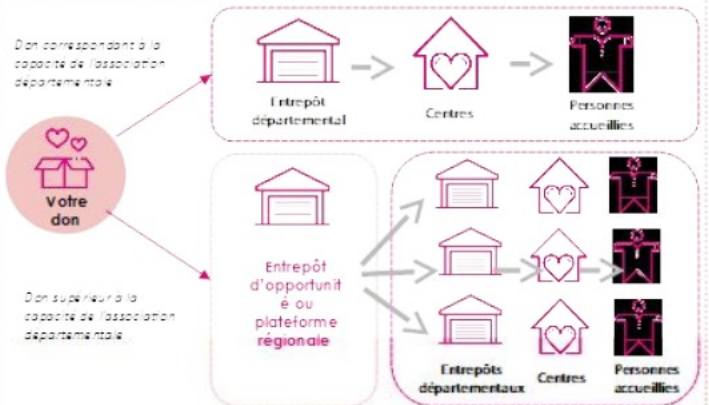 Don correspondant à la
capacité de l'association
départementale
Entrepôt
départemental
Centres
Personnes
accueillies
Votre
don
Entrepôt
d'opportunit
é ou
plateforme
régionale
Don supérieur à la
capacité de l'association
départementale
Entrepôts
départementaux
Centres
Personnes
accueillies